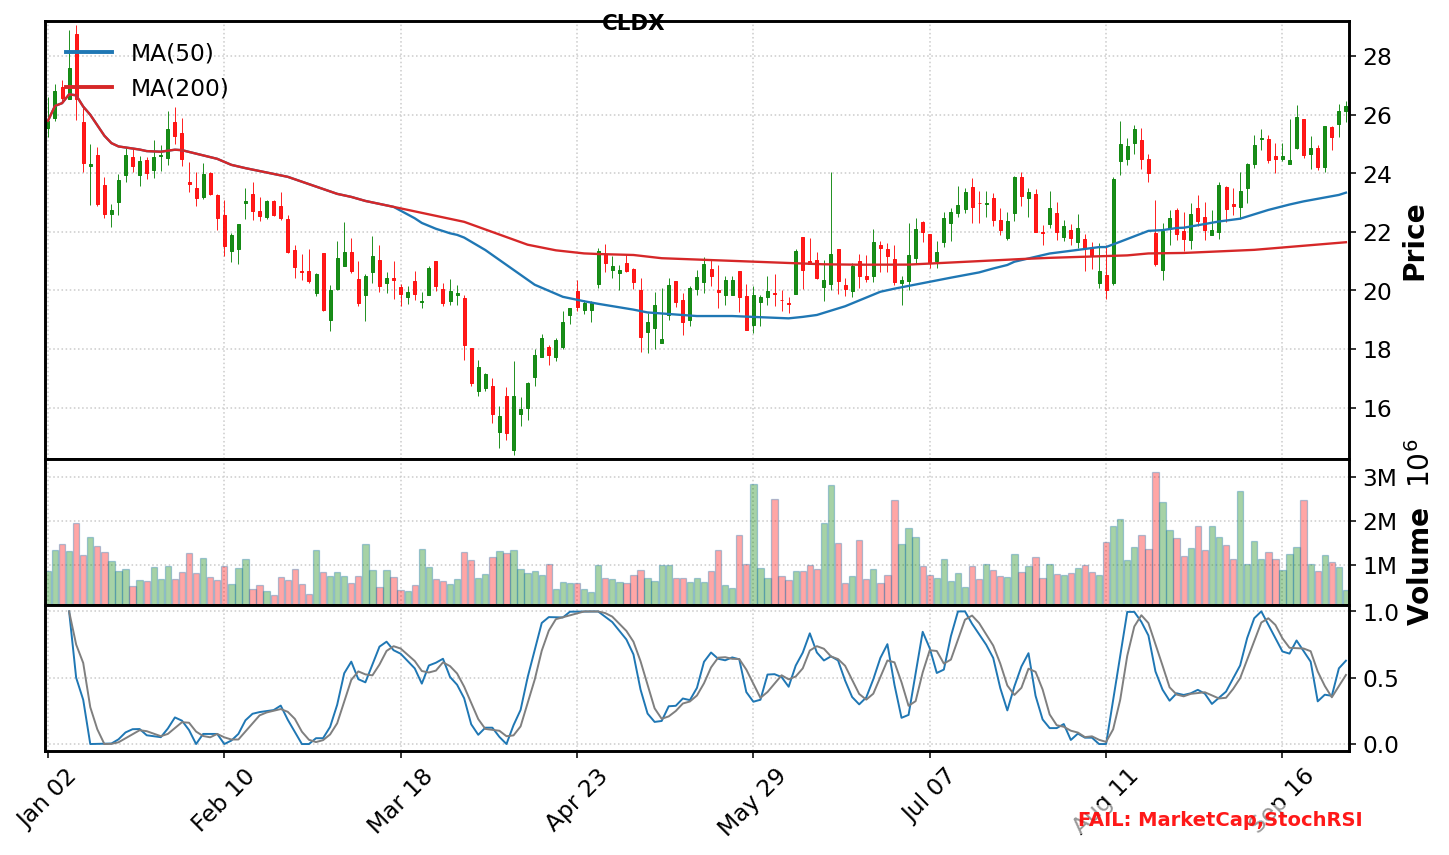 CLDX
MA(50)
MA(200)
28
26
24
22
20
18
16
Price
3M
2M
1M
Volume 10^6
1.0
0.5
0.0
Jan 02
Feb 10
Mar 18
Apr 23
May 29
Jul 07
Aug 11
Sep 16
FAIL: MarketCap,StochRSI